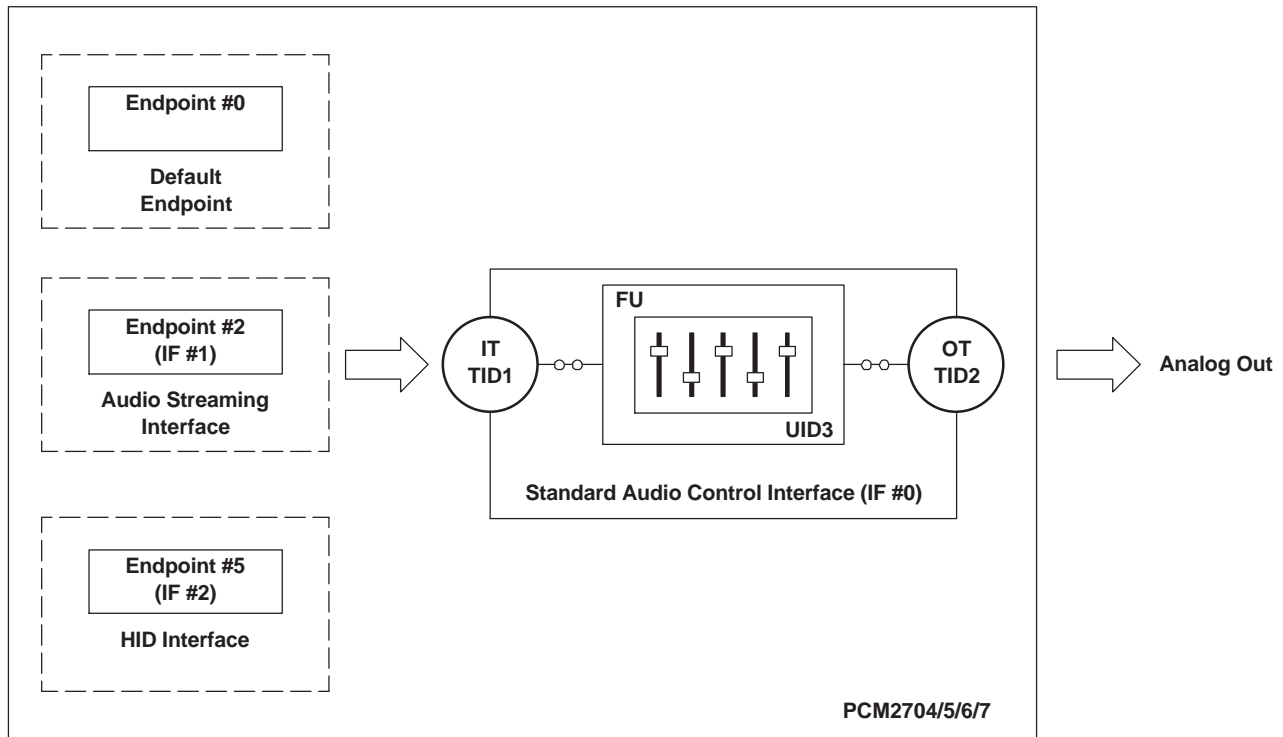 Endpoint #0
Default
Endpoint
Endpoint #2
(IF #1)
Audio Streaming
Interface
Endpoint #5
(IF #2)
HID Interface
IT
TID1
FU
UID3
OT
TID2
Standard Audio Control Interface (IF #0)
Analog Out
PCM2704/5/6/7